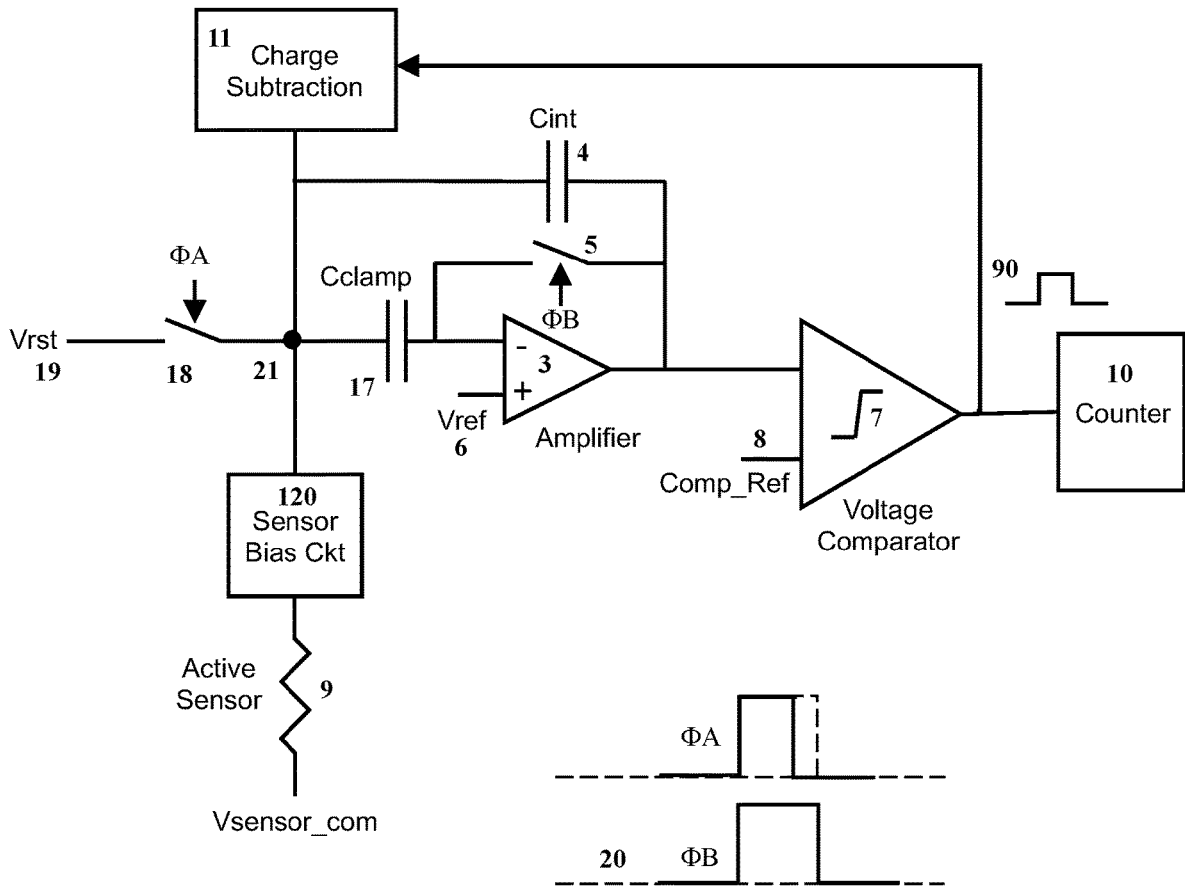 11
Charge
Subtraction
Cint
4
ΦA
5
Cclamp
90
ΦB
Vrst
19
18
21
17
-
3
+
Vref
6
Amplifier
7
8
Comp_Ref
Voltage
Comparator
10
Counter
120
Sensor
Bias Ckt
Active
Sensor
9
Vsensor_com
ΦA
20
ΦB